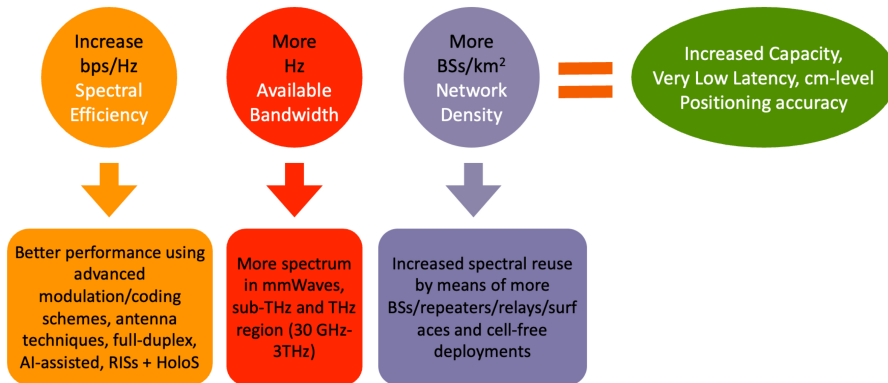 Increase
bps/Hz
Spectral
Efficiency
More
Hz
Available
Bandwidth
More
BSs/km²
Network
Density
Increased Capacity,
Very Low Latency, cm-level
Positioning accuracy
Better performance using
advanced
modulation/coding
schemes, antenna
techniques, full-duplex,
AI-assisted, RISs + HoloS
More spectrum
in mmWaves,
sub-THz and THz
region (30 GHz-
3THz)
Increased spectral reuse
by means of more
BSs/repeaters/relays/surf
aces and cell-free
deployments